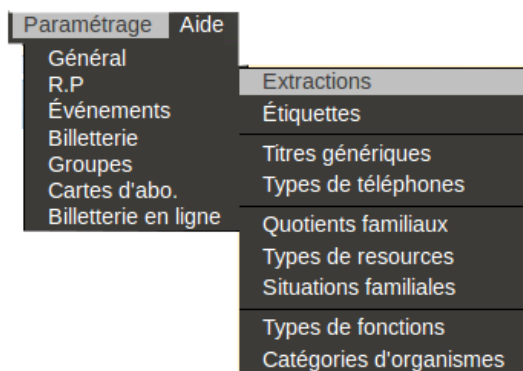 Paramétrage Aide
Général
R.P
Événements
Billetterie
Groupes
Cartes d'abo.
Billetterie en ligne
Extractions
Étiquettes
Titres génériques
Types de téléphones
Quotients familiaux
Types de resources
Situations familiales
Types de fonctions
Catégories d'organismes